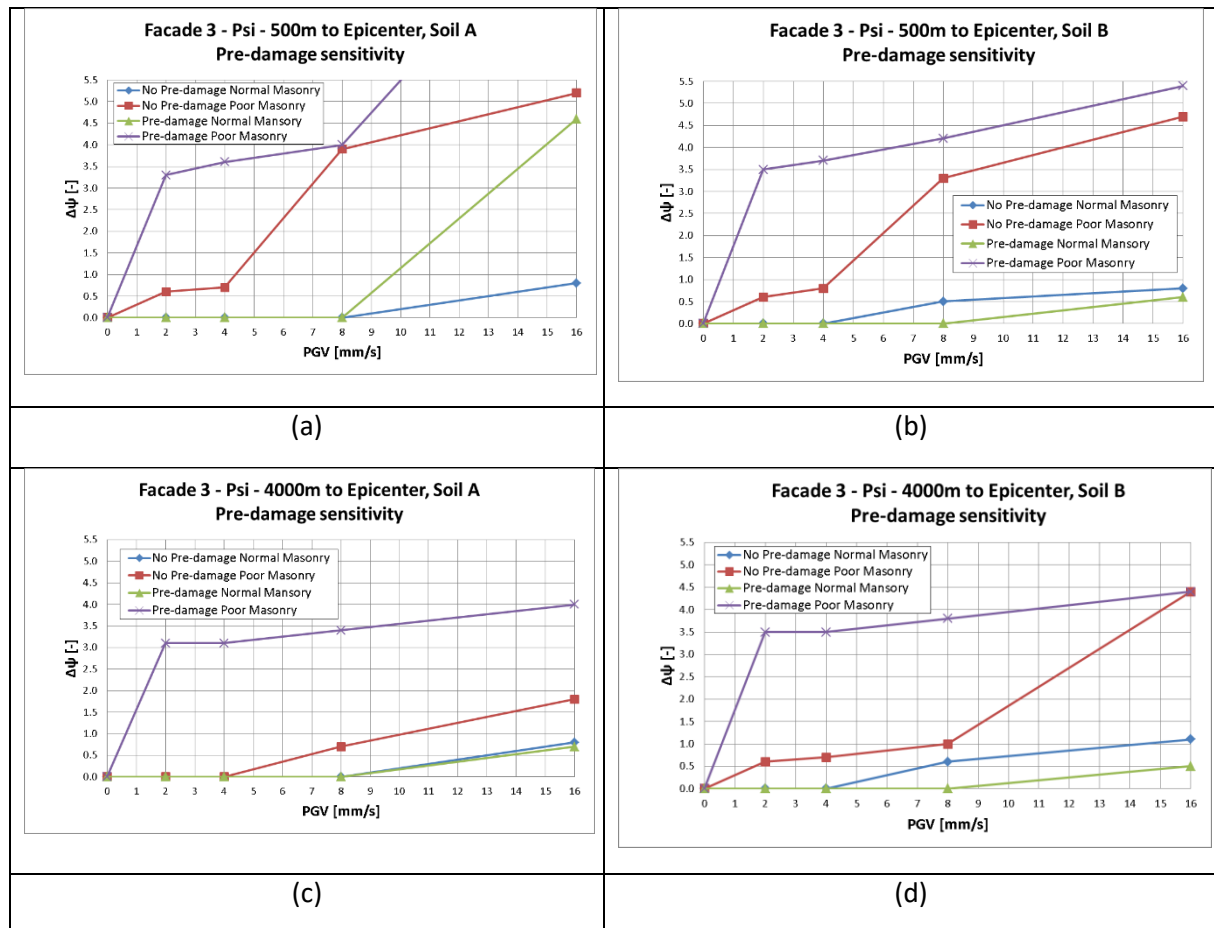 Facade 3 - Psi - 500m to Epicenter, Soil A
Pre-damage sensitivity
5.5
5.0
4.5
4.0
3.5
3.0
2.5
2.0
1.5
1.0
0.5
0.0
Δψ [-]
No Pre-damage Normal Masonry
No Pre-damage Poor Masonry
Pre-damage Normal Mansory
Pre-damage Poor Masonry
0 1 2 3 4 5 6 7 8 9 10 11 12 13 14 15 16
PGV [mm/s]
(a)
Facade 3 - Psi - 500m to Epicenter, Soil B
Pre-damage sensitivity
5.5
5.0
4.5
4.0
3.5
3.0
2.5
2.0
1.5
1.0
0.5
0.0
Δψ [-]
No Pre-damage Normal Masonry
No Pre-damage Poor Masonry
Pre-damage Normal Mansory
Pre-damage Poor Masonry
0 1 2 3 4 5 6 7 8 9 10 11 12 13 14 15 16
PGV [mm/s]
(b)
Facade 3 - Psi - 4000m to Epicenter, Soil A
Pre-damage sensitivity
5.5
5.0
4.5
4.0
3.5
3.0
2.5
2.0
1.5
1.0
0.5
0.0
Δψ [-]
No Pre-damage Normal Masonry
No Pre-damage Poor Masonry
Pre-damage Normal Mansory
Pre-damage Poor Masonry
0 1 2 3 4 5 6 7 8 9 10 11 12 13 14 15 16
PGV [mm/s]
(c)
Facade 3 - Psi - 4000m to Epicenter, Soil B
Pre-damage sensitivity
5.5
5.0
4.5
4.0
3.5
3.0
2.5
2.0
1.5
1.0
0.5
0.0
Δψ [-]
No Pre-damage Normal Masonry
No Pre-damage Poor Masonry
Pre-damage Normal Mansory
Pre-damage Poor Masonry
0 1 2 3 4 5 6 7 8 9 10 11 12 13 14 15 16
PGV [mm/s]
(d)